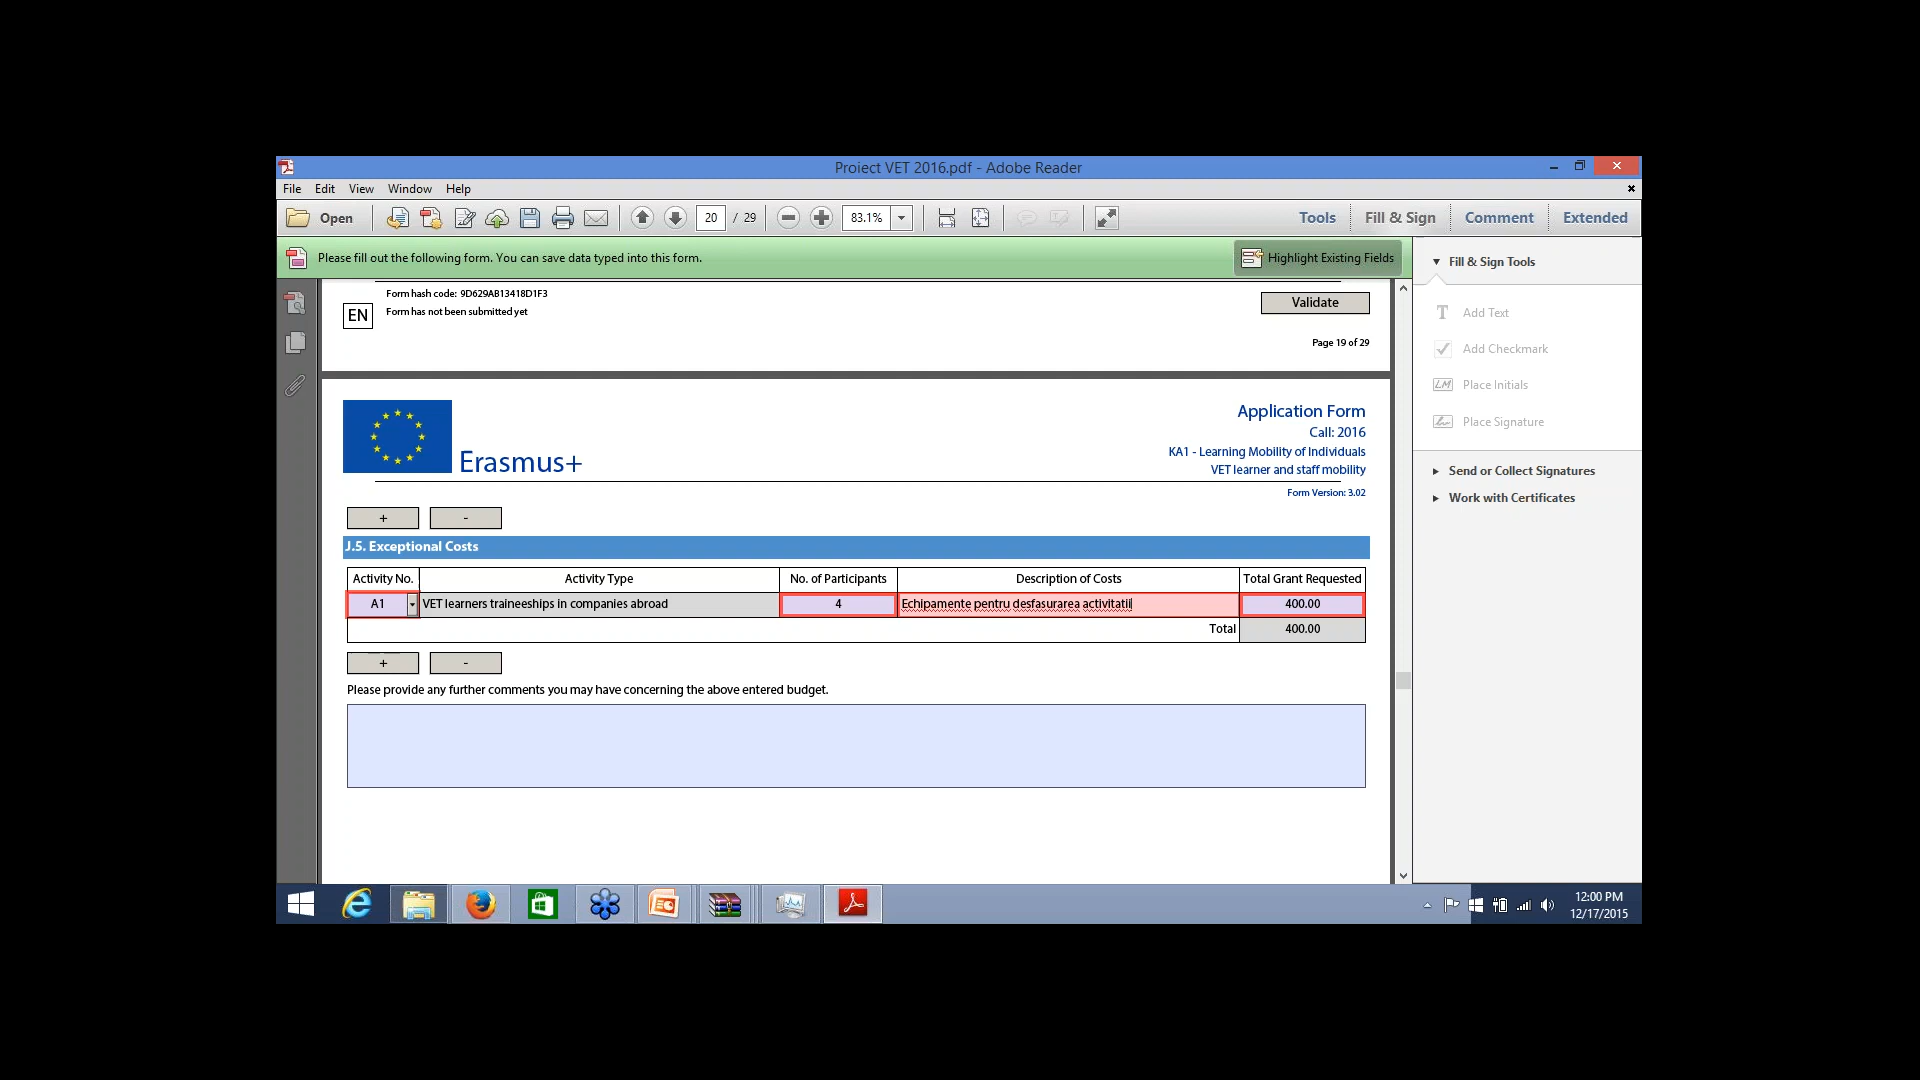 Proiect VET 2016.pdf - Adobe Reader
File Edit View Window Help
Open 20 / 29 83.1% Tools Fill & Sign Comment Extended
Please fill out the following form. You can save data typed into this form. Highlight Existing Fields
Fill & Sign Tools
Add Text
Add Checkmark
Place Initials
Place Signature
Send or Collect Signatures
Work with Certificates
EN
Form hash code: 9D629AB13418D1F3
Form has not been submitted yet
Validate
Page 19 of 29
Erasmus+
Application Form
Call: 2016
KA1 - Learning Mobility of Individuals
VET learner and staff mobility
Form Version: 3.02
+ -
J.5. Exceptional Costs
Activity No. Activity Type No. of Participants Description of Costs Total Grant Requested
A1 VET learners traineeships in companies abroad 4 Echipamente pentru desfasurarea activitatii 400.00
Total 400.00
+ -
Please provide any further comments you may have concerning the above entered budget.
12:00 PM
12/17/2015